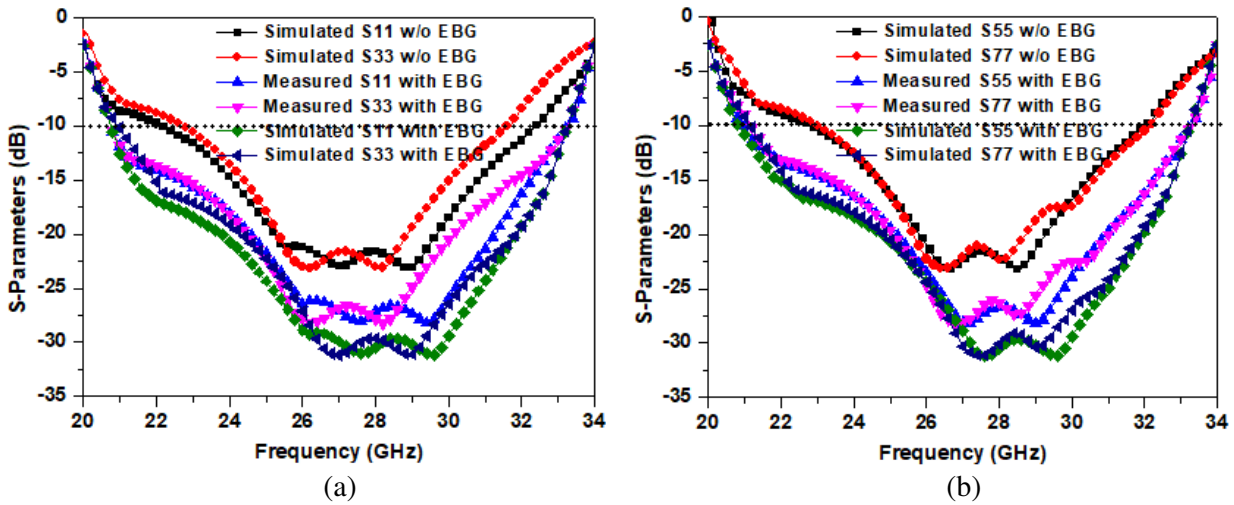 0
-5
-10
-15
-20
-25
-30
-35
S-Parameters (dB)
Simulated S11 w/o EBG
Simulated S33 w/o EBG
Measured S11 with EBG
Measured S33 with EBG
Simulated S11 with EBG
Simulated S33 with EBG
20 22 24 26 28 30 32 34
Frequency (GHz)
(a)
0
-5
-10
-15
-20
-25
-30
-35
S-Parameters (dB)
Simulated S55 w/o EBG
Simulated S77 w/o EBG
Measured S55 with EBG
Measured S77 with EBG
Simulated S55 with EBG
Simulated S77 with EBG
20 22 24 26 28 30 32 34
Frequency (GHz)
(b)